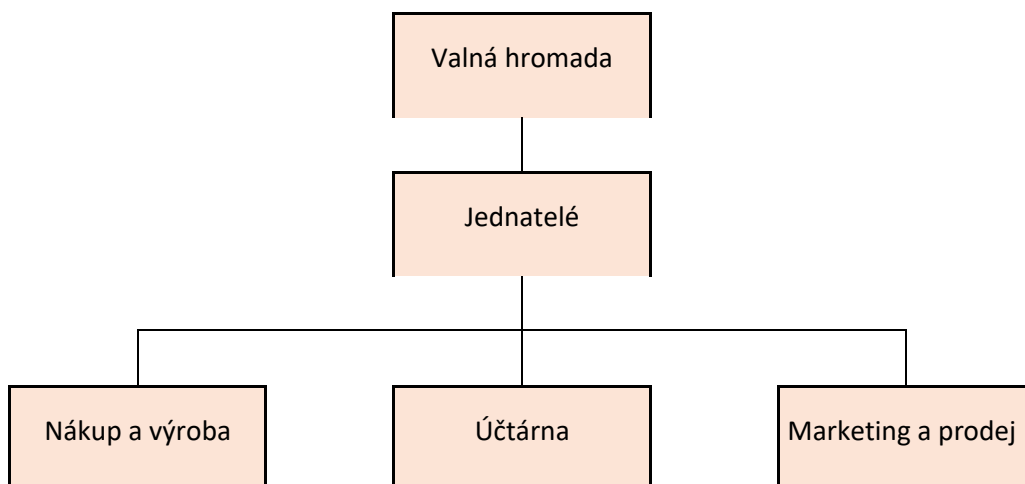 Valná hromada
Jednatelé
Nákup a výroba
Účtárna
Marketing a prodej